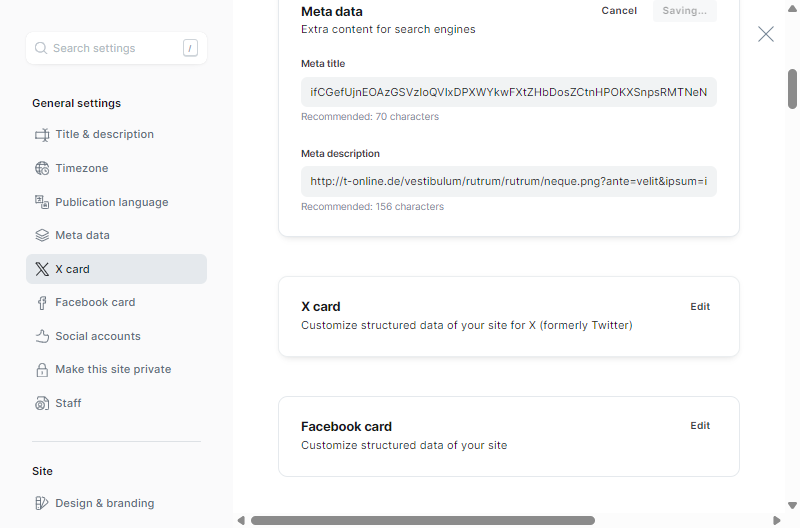 Search settings
/
General settings
Title & description
Timezone
Publication language
Meta data
X card
Facebook card
Social accounts
Make this site private
Staff
Site
Design & branding
Meta data
Cancel
Saving...
Extra content for search engines
Meta title
ifCGefUjnEOAzGSVzIoQVIxDPXWYkwFXtZHbDosZCtnHPOKXSnpsRMTNeN
Recommended: 70 characters
Meta description
http://t-online.de/vestibulum/rutrum/rutrum/neque.png?ante=velit&ipsum=i
Recommended: 156 characters
X card
Edit
Customize structured data of your site for X (formerly Twitter)
Facebook card
Edit
Customize structured data of your site